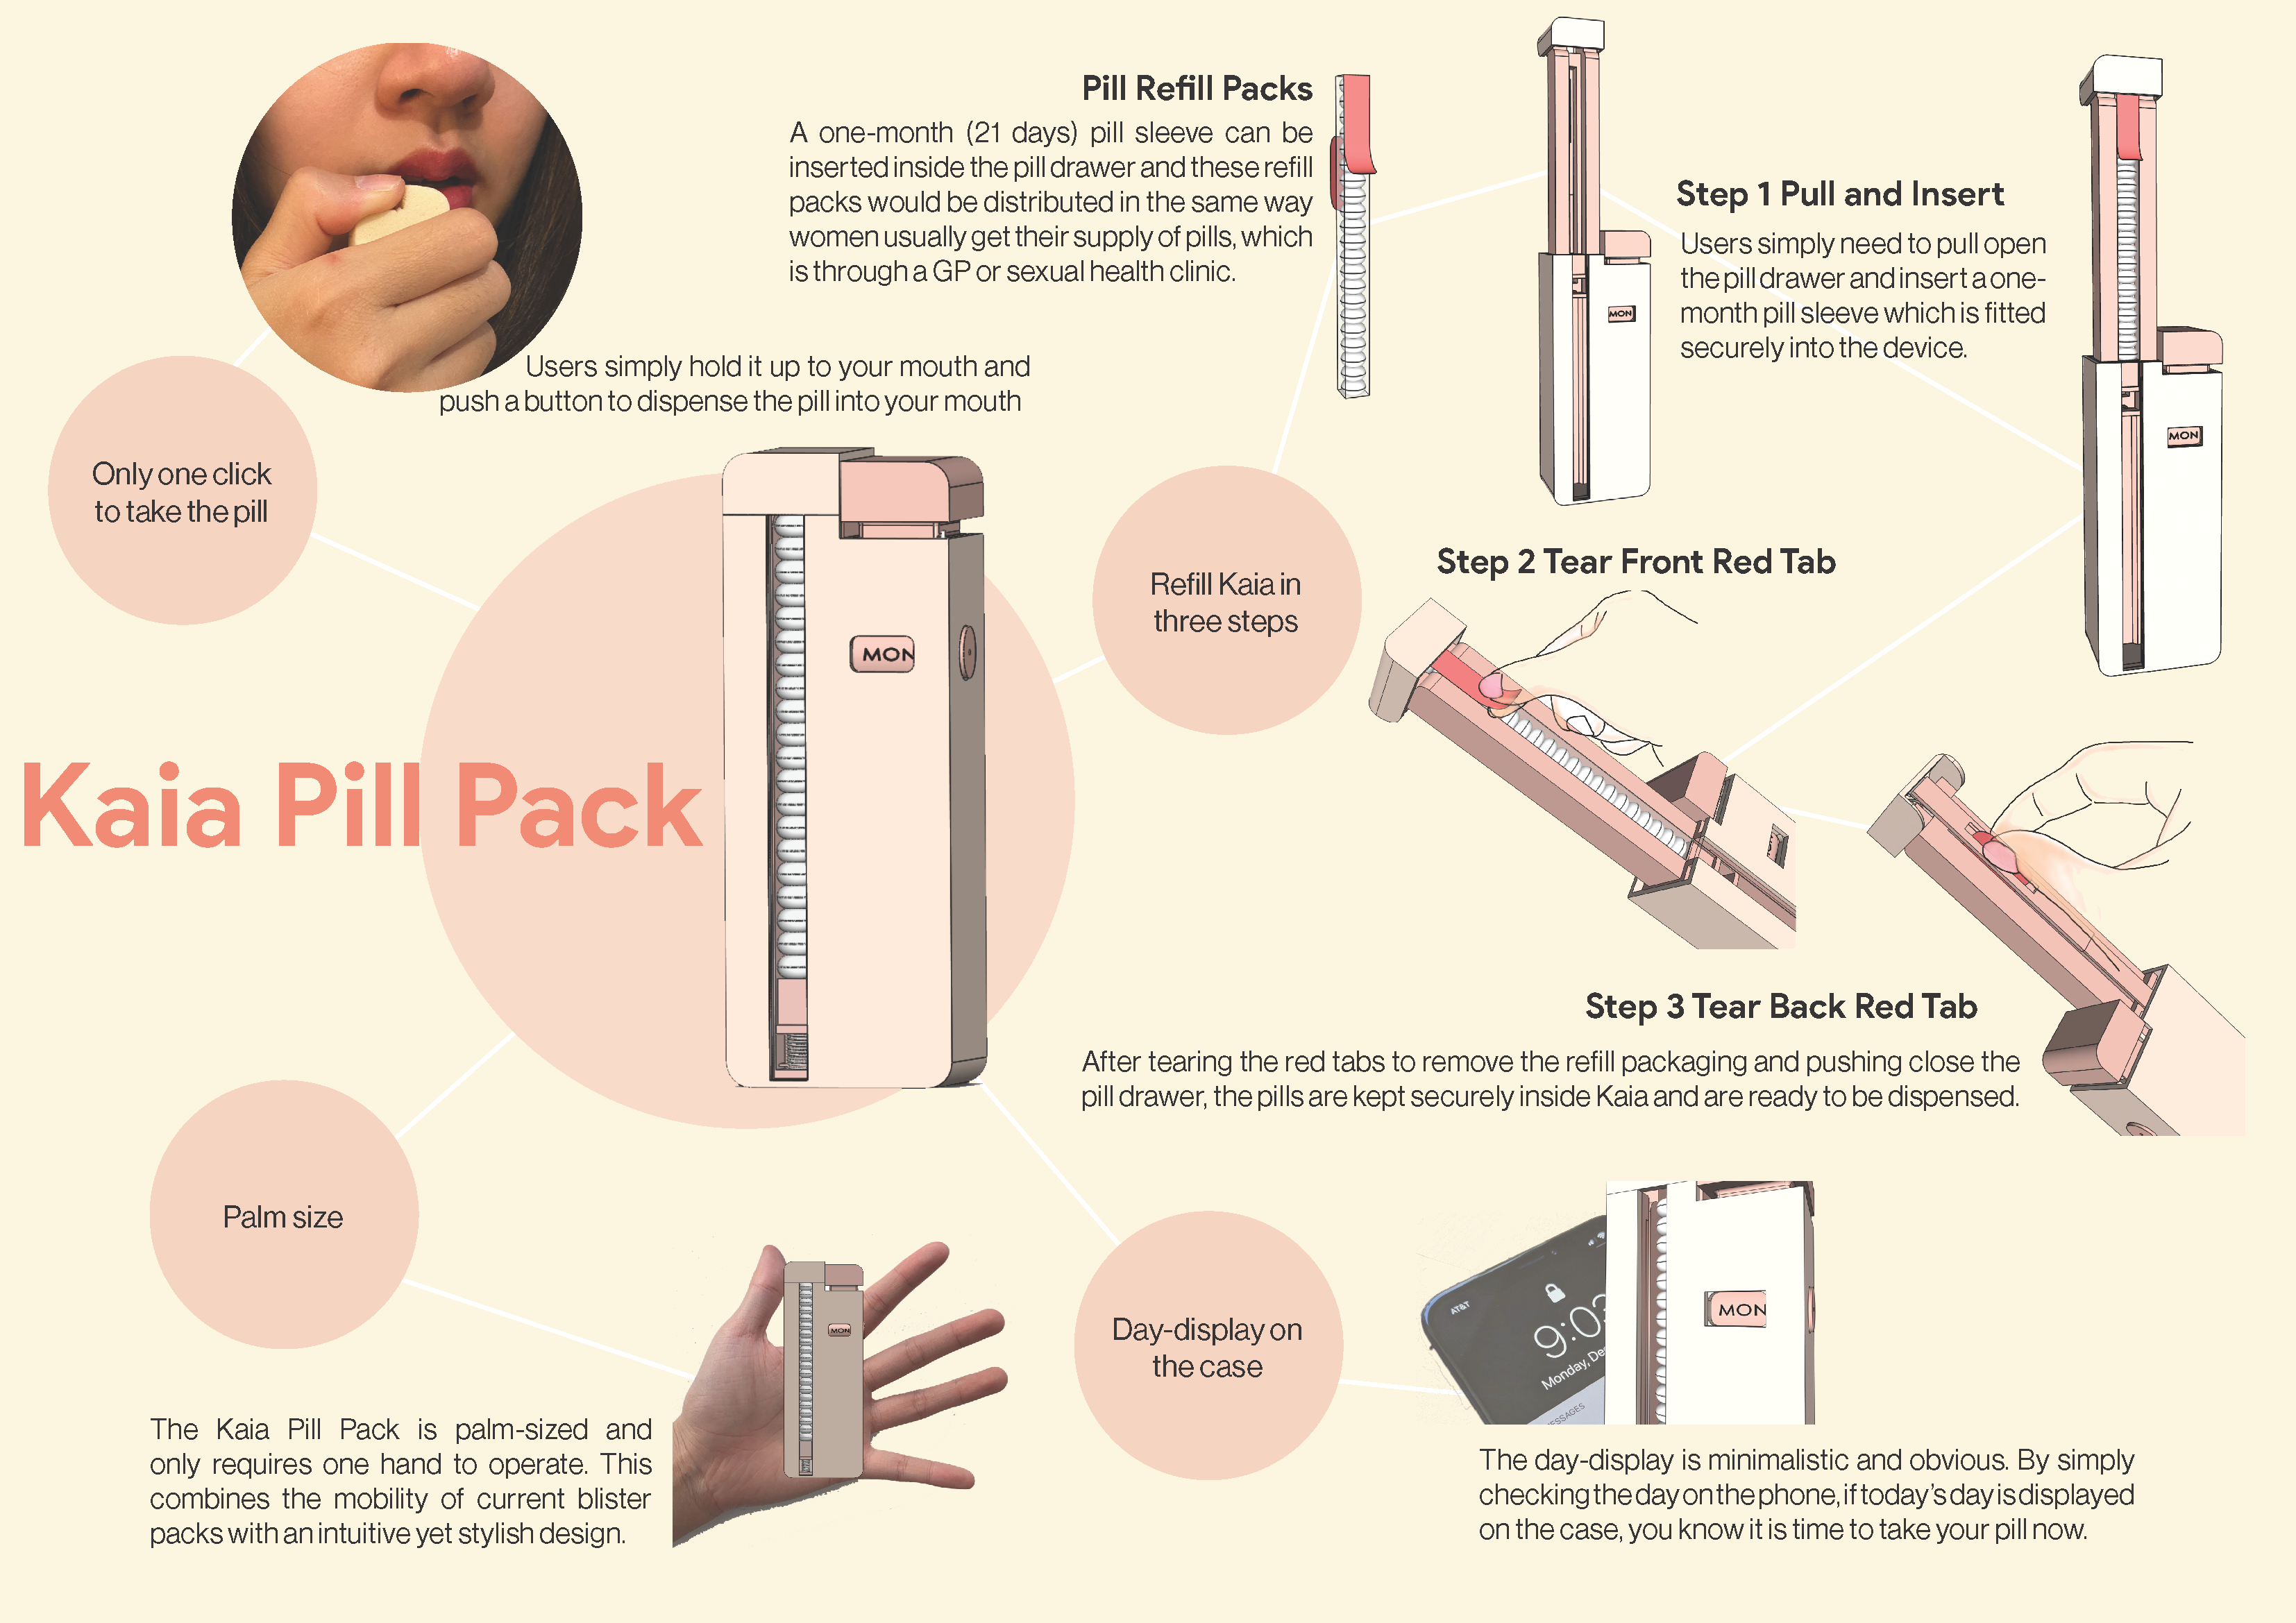 Pill Refill Packs
A one-month (21 days) pill sleeve can be
inserted inside the pill drawer and these refill
packs would be distributed in the same way
women usually get their supply of pills, which
is through a GP or sexual health clinic.
Step 1 Pull and Insert
Users simply need to pull open
the pill drawer and insert a one-
month pill sleeve which is fitted
securely into the device.
MON
MON
Users simply hold it up to your mouth and
push a button to dispense the pill into your mouth
Only one click
to take the pill
Refill Kaia in
three steps
MON
Step 2 Tear Front Red Tab
Kaia Pill Pack
Step 3 Tear Back Red Tab
After tearing the red tabs to remove the refill packaging and pushing close the
pill drawer, the pills are kept securely inside Kaia and are ready to be dispensed.
Palm size
MON
The Kaia Pill Pack is palm-sized and
only requires one hand to operate. This
combines the mobility of current blister
packs with an intuitive yet stylish design.
Day-display on
the case
AT&T
9:03
Monday, De
ESSAGES
MON
The day-display is minimalistic and obvious. By simply
checking the day on the phone, if today's day is displayed
on the case, you know it is time to take your pill now.